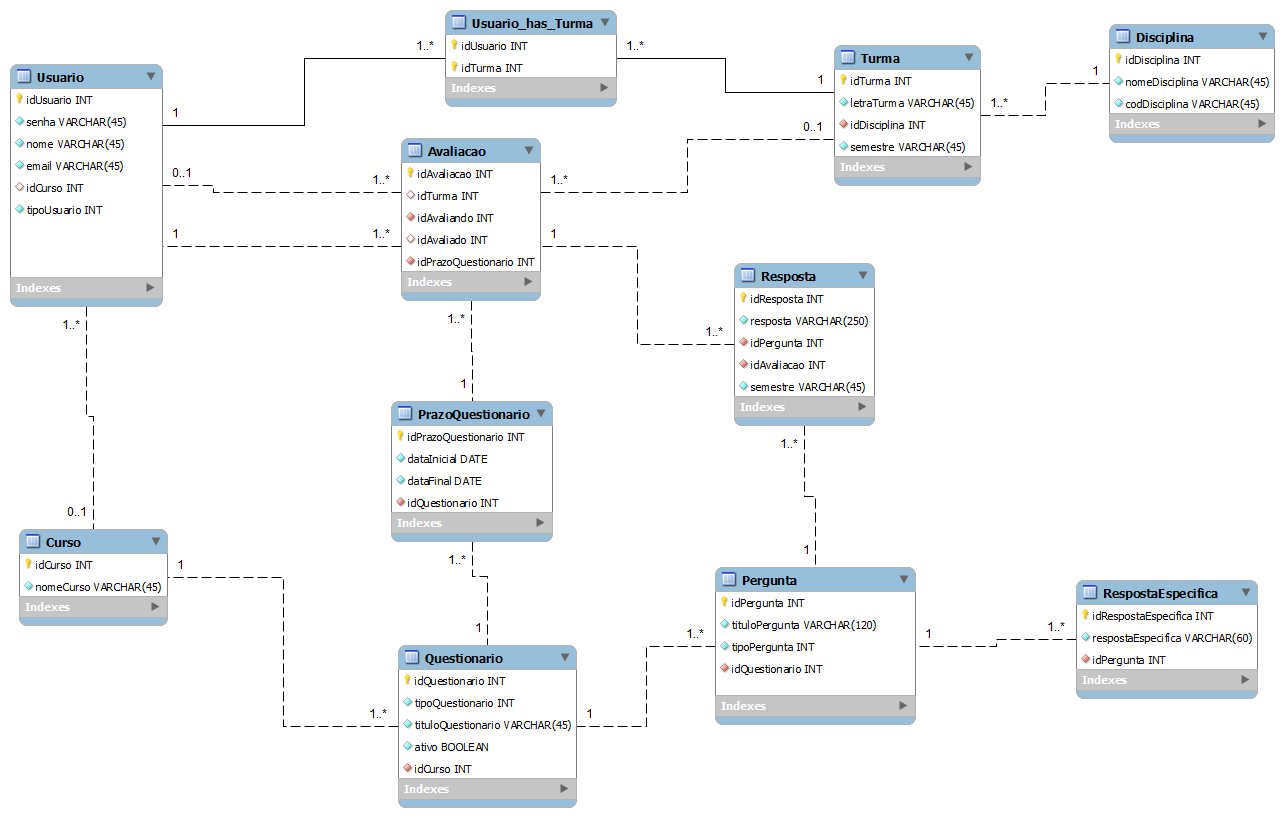 Usuario_has_Turma
idUsuario INT
idTurma INT
Indexes
1..*
1..*
Usuario
idUsuario INT
senha VARCHAR(45)
nome VARCHAR(45)
email VARCHAR(45)
idCurso INT
tipoUsuario INT
Indexes
1
0..1
1
1..*
Turma
idTurma INT
letraTurma VARCHAR(45)
idDisciplina INT
semestre VARCHAR(45)
Indexes
1
0..1
1..*
Disciplina
idDisciplina INT
nomeDisciplina VARCHAR(45)
codDisciplina VARCHAR(45)
Indexes
1
Avaliacao
idAvaliacao INT
idTurma INT
idAvaliando INT
idAvaliado INT
idPrazoQuestionario INT
Indexes
1..*
1..*
1..*
1
1..*
Resposta
idResposta INT
resposta VARCHAR(250)
idPergunta INT
idAvaliacao INT
semestre VARCHAR(45)
Indexes
1..*
1..*
PrazoQuestionario
idPrazoQuestionario INT
dataInicial DATE
dataFinal DATE
idQuestionario INT
Indexes
1
1..*
Curso
idCurso INT
nomeCurso VARCHAR(45)
Indexes
0..1
1
Questionario
idQuestionario INT
tipoQuestionario INT
tituloQuestionario VARCHAR(45)
ativo BOOLEAN
idCurso INT
Indexes
1
1..*
1
Pergunta
idPergunta INT
tituloPergunta VARCHAR(120)
tipoPergunta INT
idQuestionario INT
Indexes
1
1..*
1
RespostaEspecifica
idRespostaEspecifica INT
respostaEspecifica VARCHAR(60)
idPergunta INT
Indexes
1..*